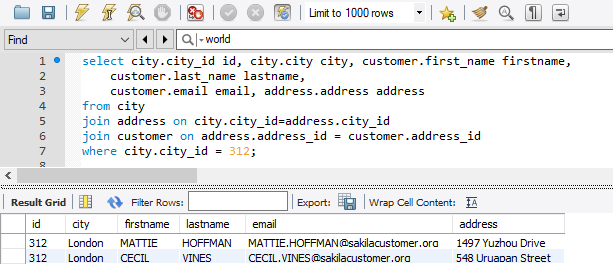 Limit to 1000 rows
Find
world
1 select city.city_id id, city.city city, customer.first_name firstname,
2 customer.last_name lastname,
3 customer.email email, address.address address
4 from city
5 join address on city.city_id=address.city_id
6 join customer on address.address_id = customer.address_id
7 where city.city_id = 312;
Result Grid Filter Rows: Export: Wrap Cell Content: IA
id city firstname lastname email address
312 London MATTIE HOFFMAN MATTIE.HOFFMAN@sakilacustomer.org 1497 Yuzhou Drive
312 London CECIL VINES CECIL.VINES@sakilacustomer.org 548 Uruapan Street